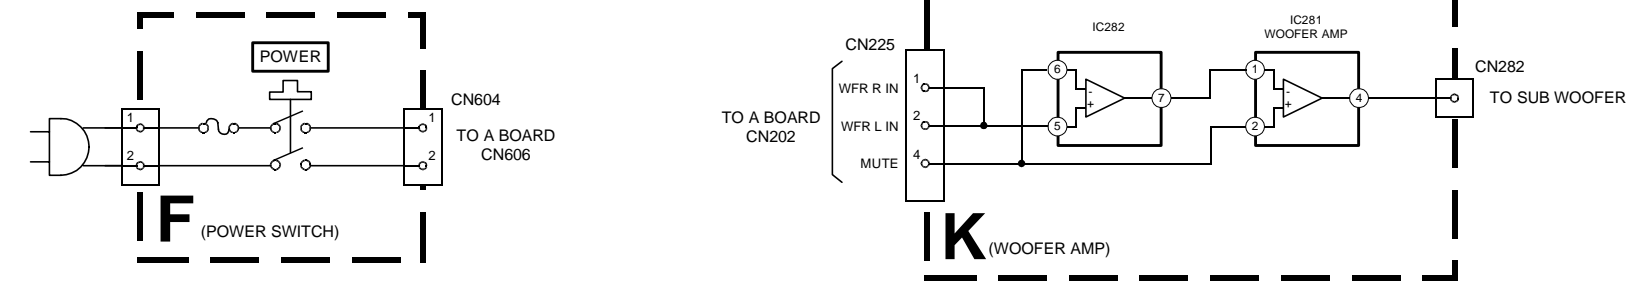 POWER
1
2
CN604
1
2
TO A BOARD
CN606
F (POWER SWITCH)
CN225
TO A BOARD
CN202
WFR R IN
WFR L IN
MUTE
1
2
4
IC282
6
-
+
5
7
IC281
WOOFER AMP
1
-
+
2
4
CN282
TO SUB WOOFER
K (WOOFER AMP)